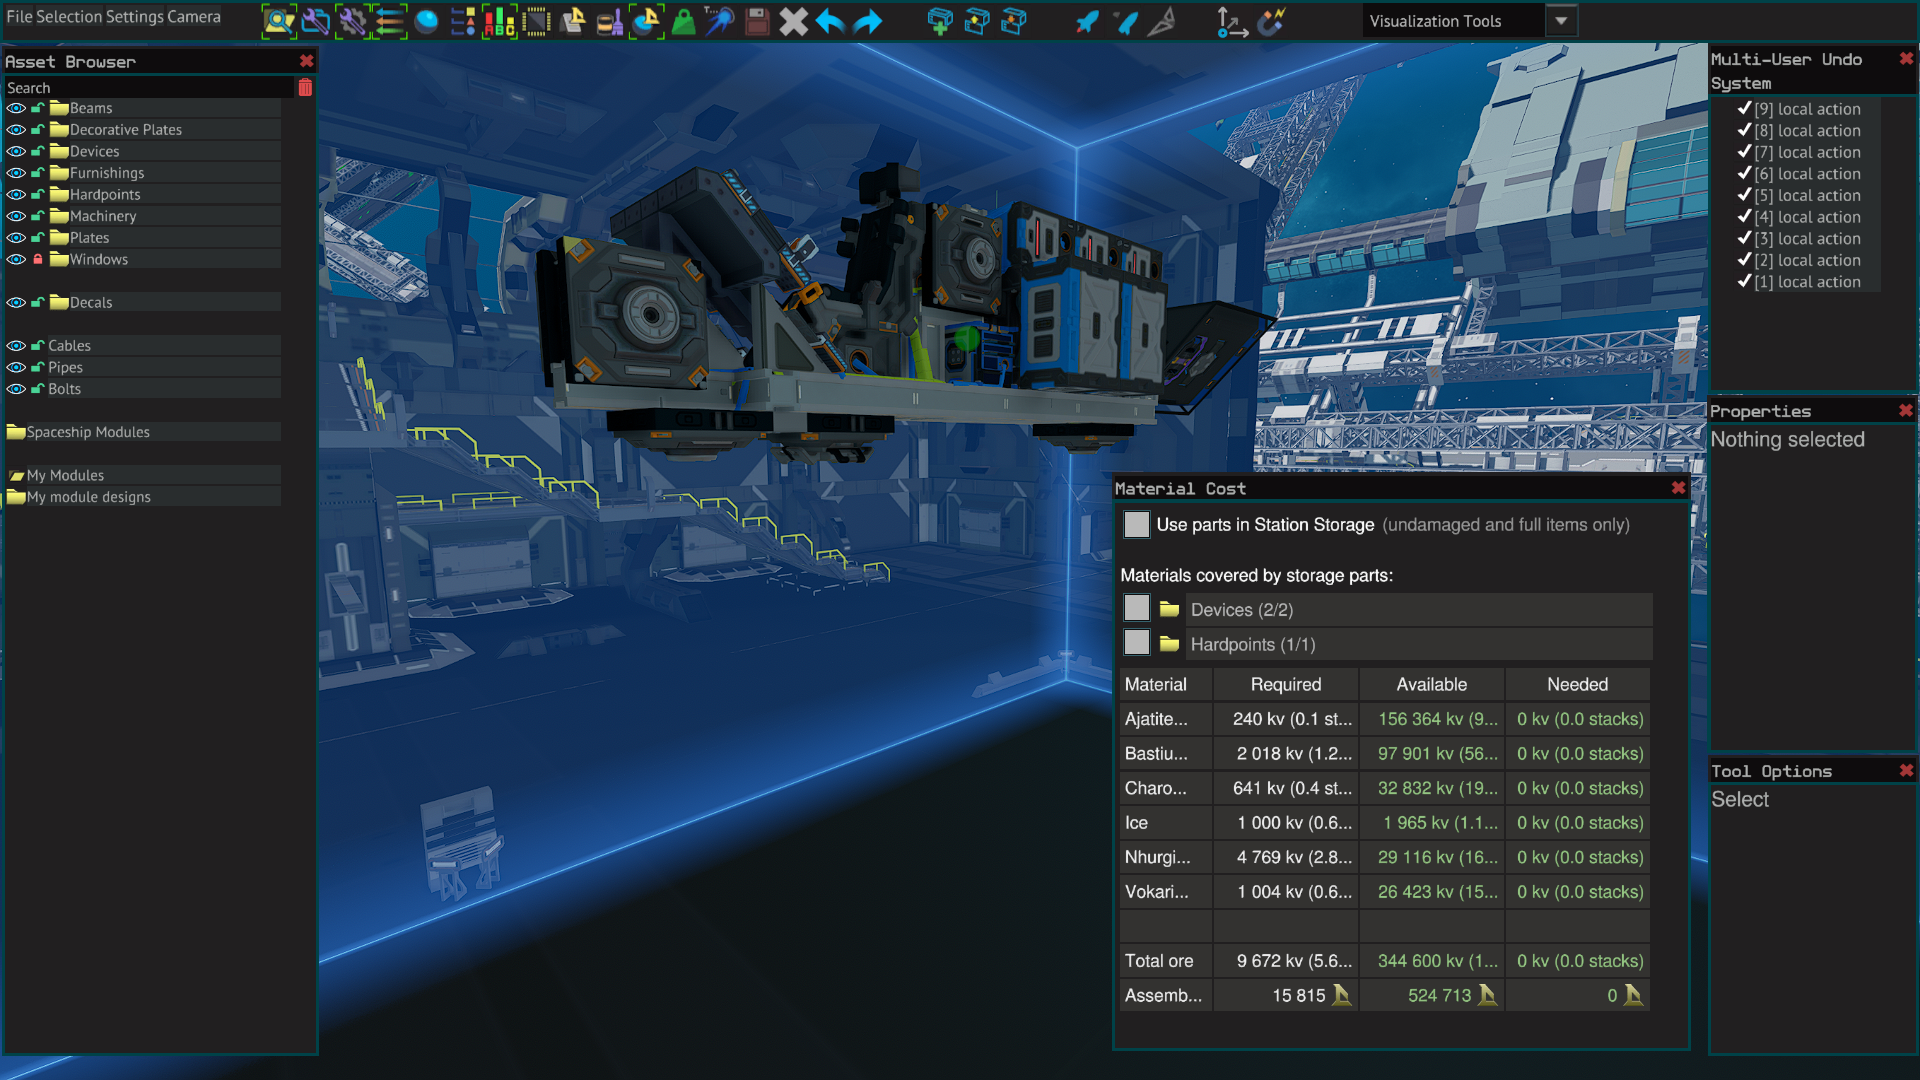 File Selection Settings Camera
Visualization Tools
Asset Browser
Search
Beams
Decorative Plates
Devices
Furnishings
Hardpoints
Machinery
Plates
Windows
Decals
Cables
Pipes
Bolts
Spaceship Modules
My Modules
My module designs
Multi-User Undo
System
[9] local action
[8] local action
[7] local action
[6] local action
[5] local action
[4] local action
[3] local action
[2] local action
[1] local action
Properties
Nothing selected
Tool Options
Select
Material Cost
Use parts in Station Storage (undamaged and full items only)
Materials covered by storage parts:
Devices (2/2)
Hardpoints (1/1)
Material Required Available Needed
Ajatite... 240 kv (0.1 st... 156 364 kv (9... 0 kv (0.0 stacks)
Bastiu... 2 018 kv (1.2... 97 901 kv (56... 0 kv (0.0 stacks)
Charo... 641 kv (0.4 st... 32 832 kv (19... 0 kv (0.0 stacks)
Ice 1 000 kv (0.6... 1 965 kv (1.1... 0 kv (0.0 stacks)
Nhurgi... 4 769 kv (2.8... 29 116 kv (16... 0 kv (0.0 stacks)
Vokari... 1 004 kv (0.6... 26 423 kv (15... 0 kv (0.0 stacks)
Total ore 9 672 kv (5.6... 344 600 kv (1... 0 kv (0.0 stacks)
Assemb... 15 815 524 713 0